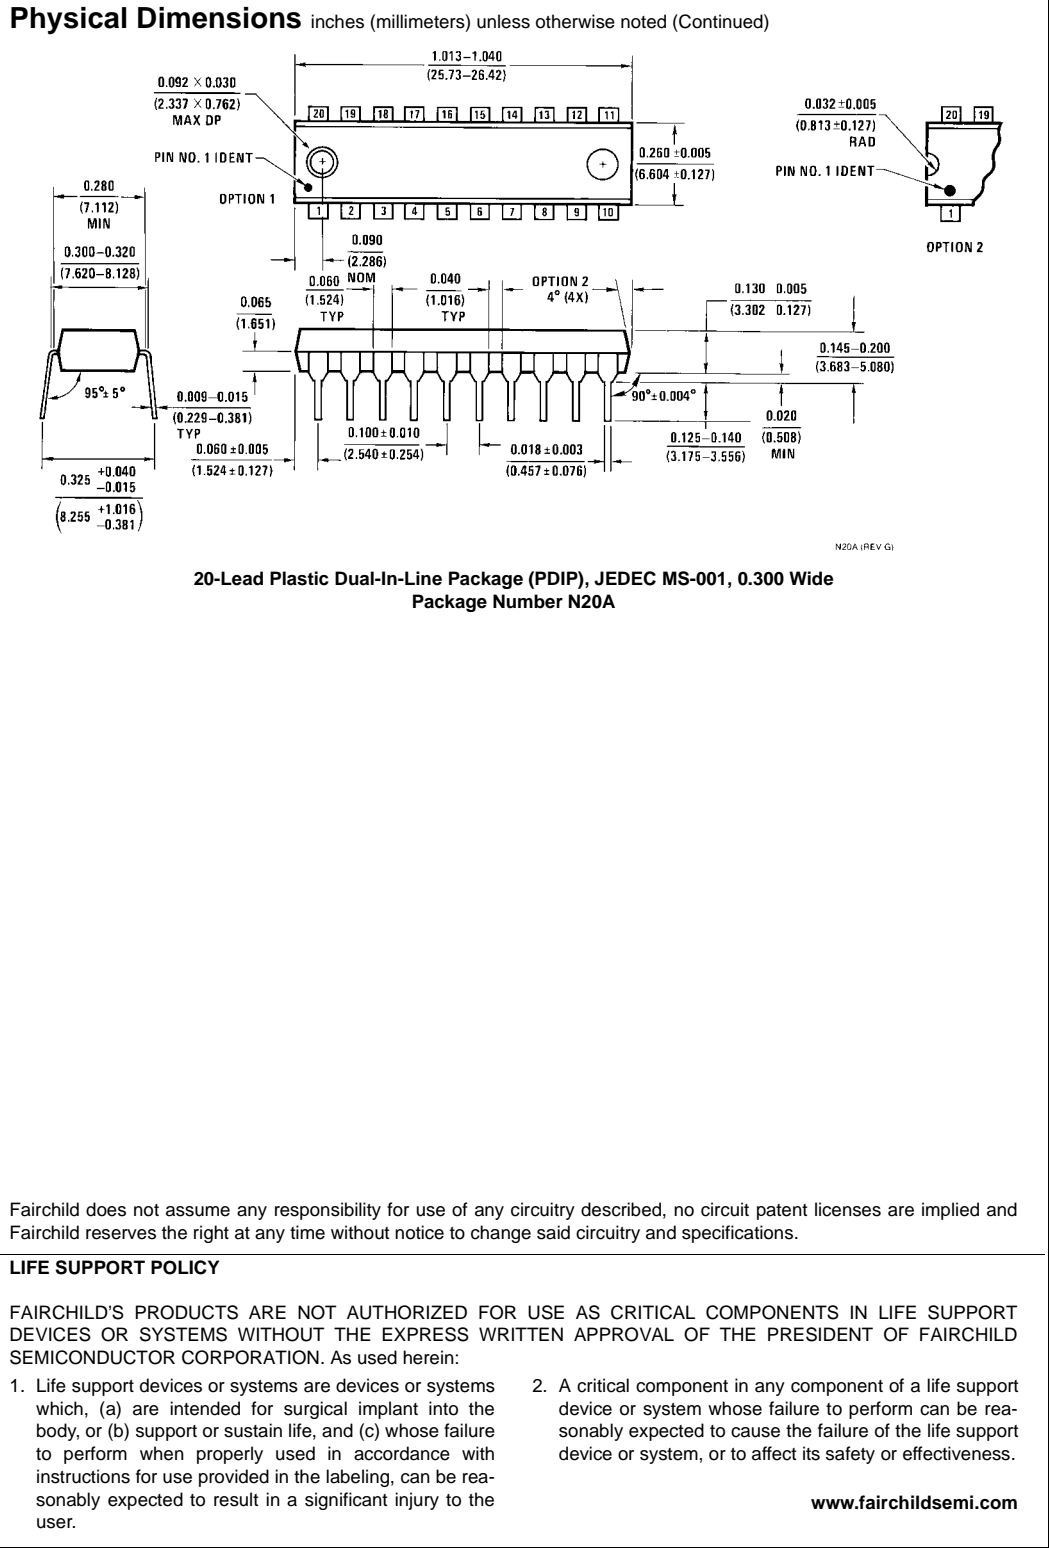 Physical Dimensions inches (millimeters) unless otherwise noted (Continued)
1.013–1.040
(25.73–26.42)
0.092 × 0.030
(2.337 × 0.762)
MAX DP
20 19 18 17 16 15 14 13 12 11
0.032±0.005
(0.813±0.127)
RAD
20 19
PIN NO. 1 IDENT
0.260 ±0.005
(6.604 ±0.127)
PIN NO. 1 IDENT
OPTION 1
1 2 3 4 5 6 7 8 9 10
1
OPTION 2
0.280
(7.112)
MIN
0.300–0.320
(7.620–8.128)
0.090
(2.286)
NOM
0.060
(1.524)
TYP
0.040
(1.016)
TYP
OPTION 2
4° (4X)
0.130 0.005
(3.302 0.127)
0.065
(1.651)
0.145–0.200
(3.683–5.080)
95°± 5°
0.009–0.015
(0.229–0.381)
TYP
90°±0.004°
0.020
(0.508)
MIN
0.100±0.010
(2.540±0.254)
0.125–0.140
(3.175–3.556)
0.060 ±0.005
(1.524±0.127)
0.018±0.003
(0.457±0.076)
0.325 +0.040
–0.015
(8.255 +1.016
–0.381)
N20A (REV G)
20-Lead Plastic Dual-In-Line Package (PDIP), JEDEC MS-001, 0.300 Wide
Package Number N20A
Fairchild does not assume any responsibility for use of any circuitry described, no circuit patent licenses are implied and
Fairchild reserves the right at any time without notice to change said circuitry and specifications.
LIFE SUPPORT POLICY
FAIRCHILD'S PRODUCTS ARE NOT AUTHORIZED FOR USE AS CRITICAL COMPONENTS IN LIFE SUPPORT
DEVICES OR SYSTEMS WITHOUT THE EXPRESS WRITTEN APPROVAL OF THE PRESIDENT OF FAIRCHILD
SEMICONDUCTOR CORPORATION. As used herein:
1. Life support devices or systems are devices or systems
which, (a) are intended for surgical implant into the
body, or (b) support or sustain life, and (c) whose failure
to perform when properly used in accordance with
instructions for use provided in the labeling, can be rea-
sonably expected to result in a significant injury to the
user.
2. A critical component in any component of a life support
device or system whose failure to perform can be rea-
sonably expected to cause the failure of the life support
device or system, or to affect its safety or effectiveness.
www.fairchildsemi.com